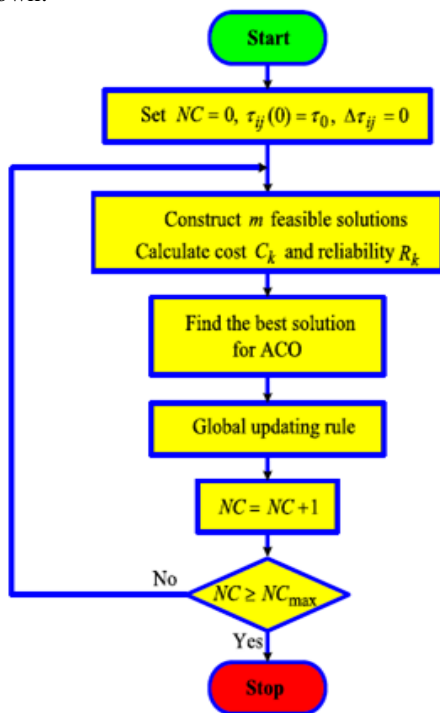 Start
Set NC = 0, τij(0) = τ0, Δτij = 0
Construct m feasible solutions
Calculate cost Ck and reliability Rk
Find the best solution
for ACO
Global updating rule
NC = NC +1
No
NC ≥ NCmax
Yes
Stop